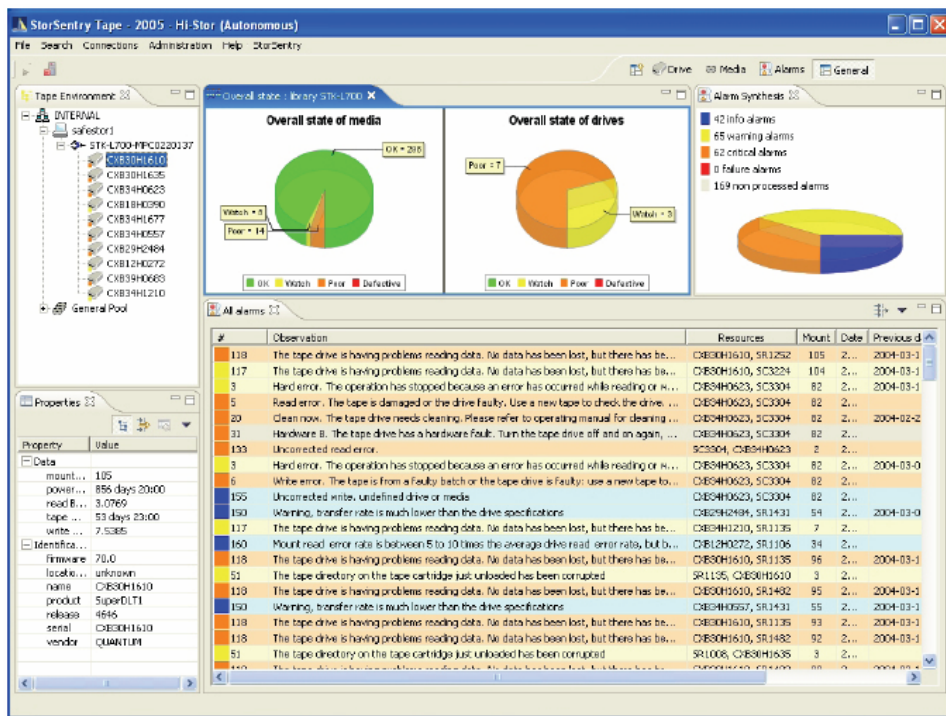 StorSentry Tape - 2005 - Hi-Stor (Autonomous)
File Search Connections Administration Help StorSentry
Drive Media Alarms General
Tape Environment
INTERNAL
safestor1
STK-L700-MPC0220137
CXB30H1610
CXB30H1635
CXB34H0623
CXB18H0390
CXB34H1677
CXB34H0557
CXB29H2484
CXB12H0272
CXB39H0683
CXB34H1210
General Pool
Overall state : library STK-L700
Overall state of media
OK = 286
Watch =
Poor = 14
OK Watch Poor Defective
Overall state of drives
Poor = 7
Watch = 3
OK Watch Poor Defective
Alarm Synthesis
42 info alarms
65 warning alarms
62 critical alarms
0 failure alarms
169 non processed alarms
Properties
Property Value
Data
mount... 105
power... 856 days 20:00
read B... 3.0769
tape ... 53 days 23:00
write ... 7.5385
Identifica...
firmware 70.0
locatio... unknown
name CXB30H1610
product SuperDLT1
release 4646
serial CXB30H1610
vendor QUANTUM
All alarms
# Observation Resources Mount Date Previous d
118 The tape drive is having problems reading data. No data has been lost, but there has be... CXB30H1610, SR1252 105 2... 2004-03-1
117 The tape drive is having problems reading data. No data has been lost, but there has be... CXB30H1610, SC3224 104 2... 2004-03-1
3 Hard error. The operation has stopped because an error has occurred while reading or w... CXB34H0623, SC3304 82 2... 2004-03-1
5 Read error. The tape is damaged or the drive faulty. Use a new tape to check the drive. ... CXB34H0623, SC3304 82 2...
20 Clean now. The tape drive needs cleaning. Please refer to operating manual for cleaning ... CXB34H0623, SC3304 82 2... 2004-02-2
31 Hardware B. The tape drive has a hardware fault. Turn the tape drive off and on again, ... CXB34H0623, SC3304 82 2...
133 Uncorrected read error. SC3304, CXB34H0623 2 2...
3 Hard error. The operation has stopped because an error has occurred while reading or w... CXB34H0623, SC3304 82 2... 2004-03-0
6 Write error. The tape is from a faulty batch or the tape drive is faulty: use a new tape to... CXB34H0623, SC3304 82 2...
155 Uncorrected write, undefined drive or media CXB34H0623, SC3304 82 2...
150 Warning, transfer rate is much lower than the drive specifications CXB29H2484, SR1431 54 2... 2004-03-0
117 The tape drive is having problems reading data. No data has been lost, but there has be... CXB34H1210, SR1135 7 2...
160 Mount read error rate is between 5 to 10 times the average drive read error rate, but b... CXB12H0272, SR1106 34 2...
118 The tape drive is having problems reading data. No data has been lost, but there has be... CXB30H1610, SR1135 96 2... 2004-03-1
51 The tape directory on the tape cartridge just unloaded has been corrupted SR1135, CXB30H1610 3 2...
118 The tape drive is having problems reading data. No data has been lost, but there has be... CXB30H1610, SR1482 95 2... 2004-03-1
150 Warning, transfer rate is much lower than the drive specifications CXB34H0557, SR1431 55 2... 2004-03-1
118 The tape drive is having problems reading data. No data has been lost, but there has be... CXB30H1610, SR1135 93 2... 2004-03-1
118 The tape drive is having problems reading data. No data has been lost, but there has be... CXB30H1610, SR1482 92 2... 2004-03-1
51 The tape directory on the tape cartridge just unloaded has been corrupted SR1008, CXB30H1635 3 2...